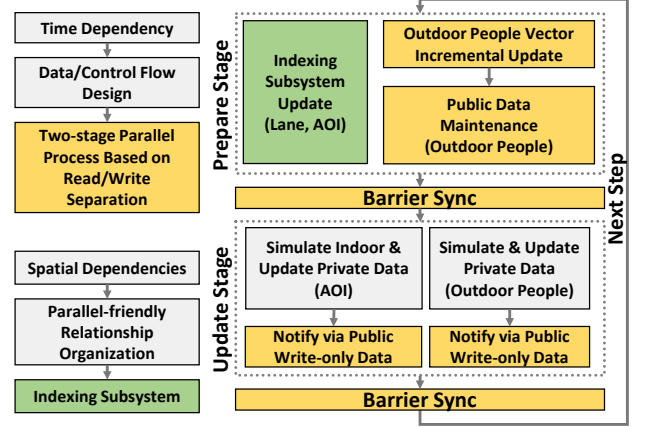 Time Dependency
Data/Control Flow
Design
Two-stage Parallel
Process Based on
Read/Write
Separation
Spatial Dependencies
Parallel-friendly
Relationship
Organization
Indexing Subsystem
Prepare Stage
Indexing
Subsystem
Update
(Lane, AOI)
Outdoor People Vector
Incremental Update
Public Data
Maintenance
(Outdoor People)
Barrier Sync
Update Stage
Simulate Indoor &
Update Private Data
(AOI)
Simulate & Update
Private Data
(Outdoor People)
Notify via Public
Write-only Data
Notify via Public
Write-only Data
Barrier Sync
Next Step